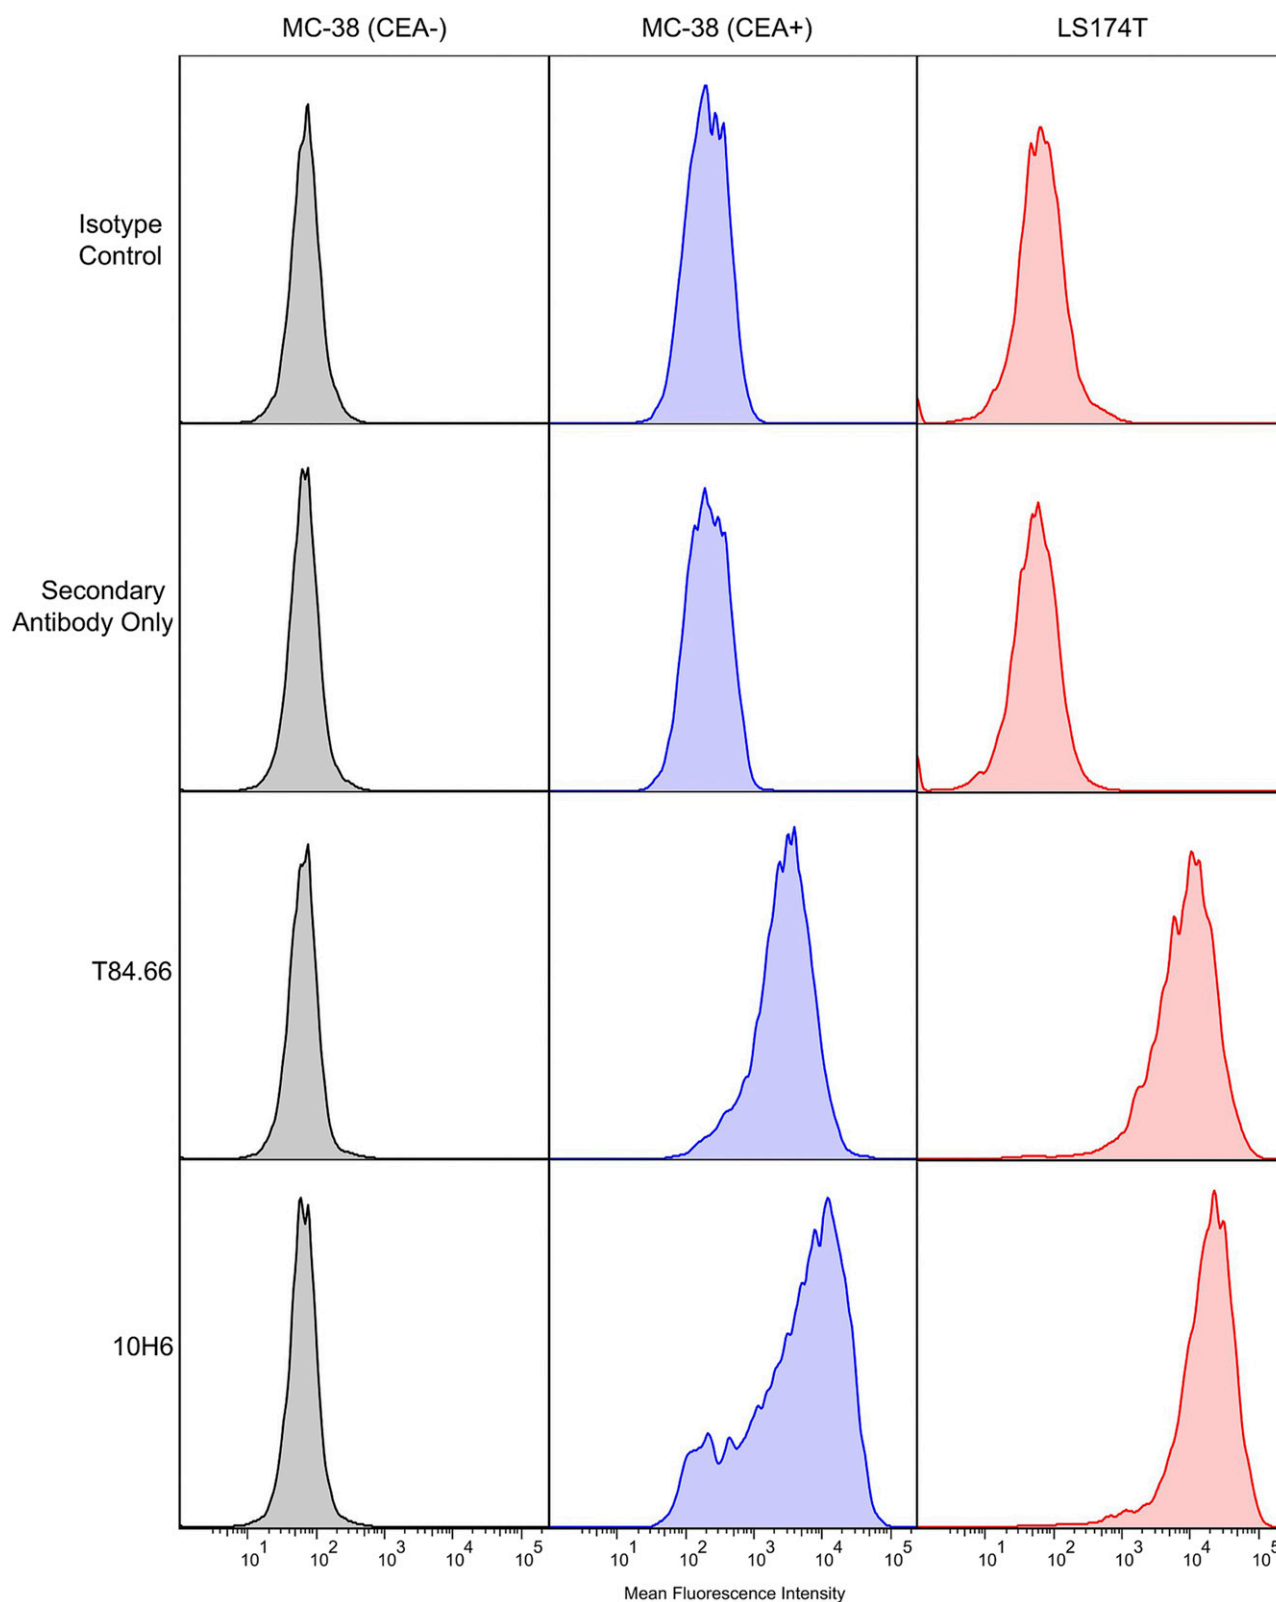 MC-38 (CEA-) MC-38 (CEA+) LS174T
Isotype
Control
Secondary
Antibody Only
T84.66
10H6
10^1 10^2 10^3 10^4 10^5 10^1 10^2 10^3 10^4 10^5 10^1 10^2 10^3 10^4 10^5
Mean Fluorescence Intensity